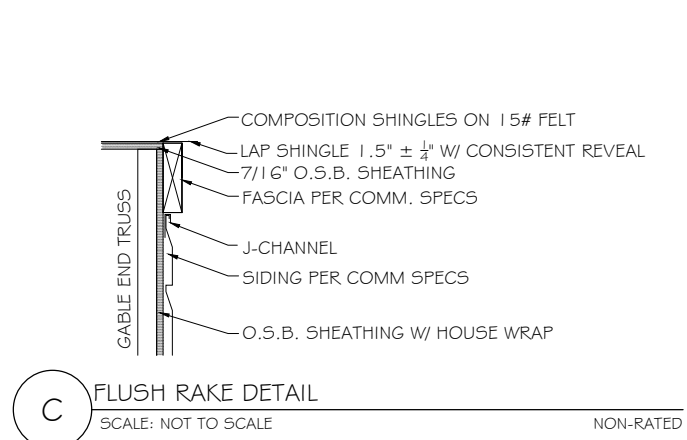 COMPOSITION SHINGLES ON 15# FELT
LAP SHINGLE 1.5" ± 1/4" W/ CONSISTENT REVEAL
7/16" O.S.B. SHEATHING
FASCIA PER COMM. SPECS
GABLE END TRUSS
J-CHANNEL
SIDING PER COMM SPECS
O.S.B. SHEATHING W/ HOUSE WRAP
C
FLUSH RAKE DETAIL
SCALE: NOT TO SCALE
NON-RATED